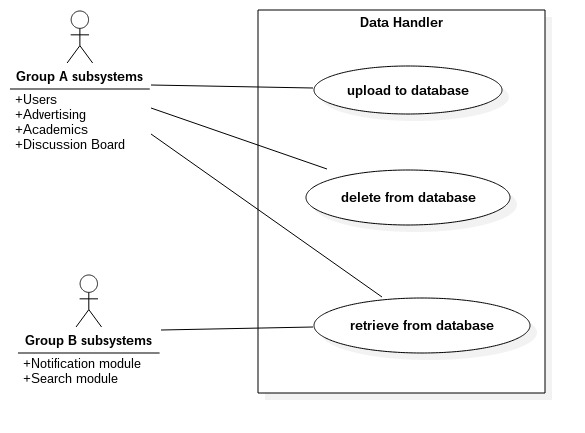 Data Handler
Group A subsystems
+Users
+Advertising
+Academics
+Discussion Board
upload to database
delete from database
retrieve from database
Group B subsystems
+Notification module
+Search module